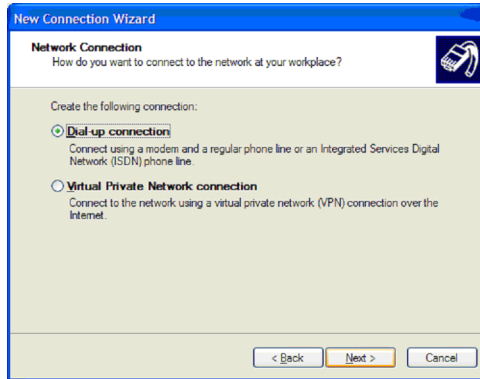 New Connection Wizard
Network Connection
How do you want to connect to the network at your workplace?
Create the following connection:
Dial-up connection
Connect using a modem and a regular phone line or an Integrated Services Digital
Network (ISDN) phone line.
Virtual Private Network connection
Connect to the network using a virtual private network (VPN) connection over the
Internet.
< Back Next > Cancel